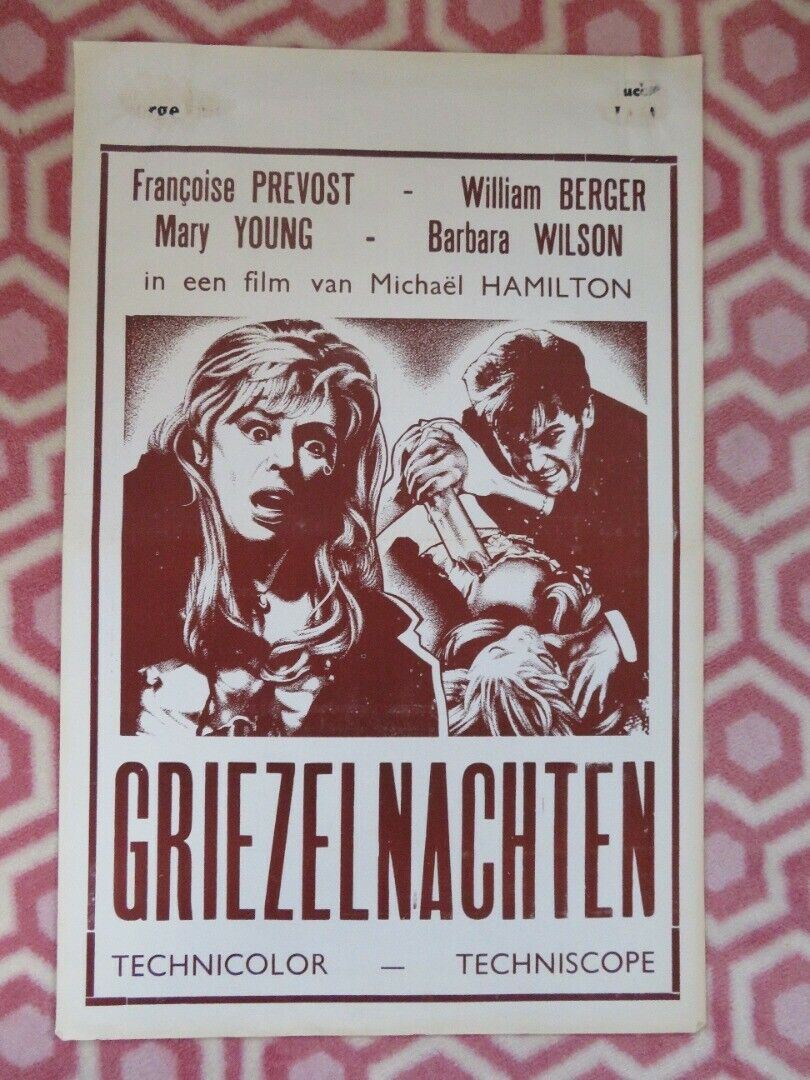 Françoise PREVOST - William BERGER
Mary YOUNG - Barbara WILSON
in een film van Michaël HAMILTON
GRIEZELNACHTEN
TECHNICOLOR — TECHNISCOPE